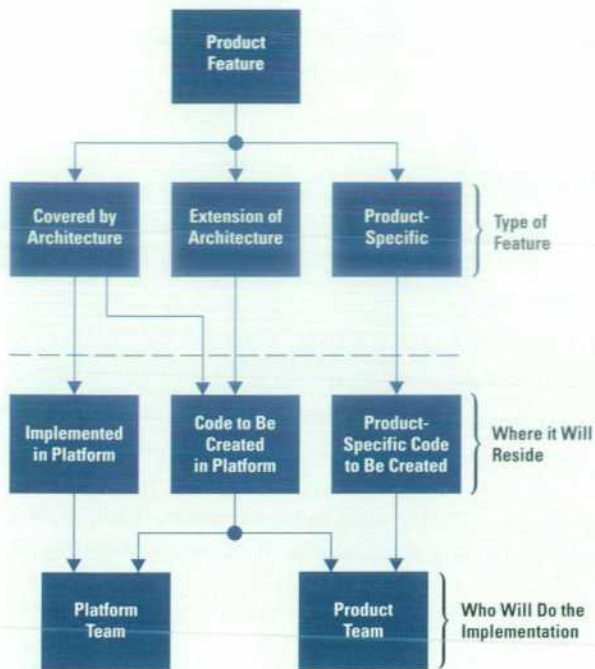 Product
Feature
Covered by
Architecture
Extension of
Architecture
Product-
Specific
Type of
Feature
Implemented
in Platform
Code to Be
Created
in Platform
Product-
Specific Code
to Be Created
Where it Will
Reside
Platform
Team
Product
Team
Who Will Do the
Implementation